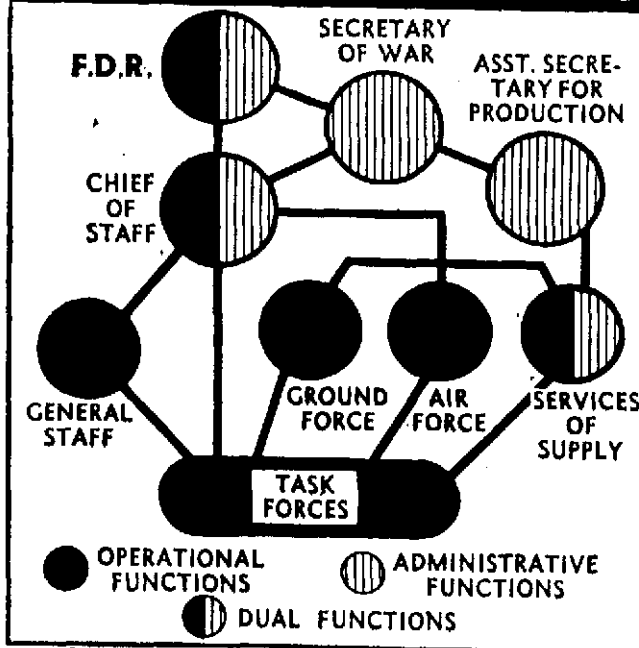 F.D.R.
SECRETARY
OF WAR
ASST. SECRE-
TARY FOR
PRODUCTION
CHIEF
OF
STAFF
GENERAL
STAFF
GROUND
FORCE
AIR
FORCE
SERVICES
OF
SUPPLY
TASK
FORCES
OPERATIONAL
FUNCTIONS
ADMINISTRATIVE
FUNCTIONS
DUAL FUNCTIONS